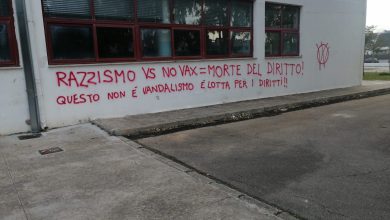 RAZZISMO VS NO VAX = MORTE DEL DIRITTO!
QUESTO NON É VANDALISMO É LOTTA PER I DIRITTI!!